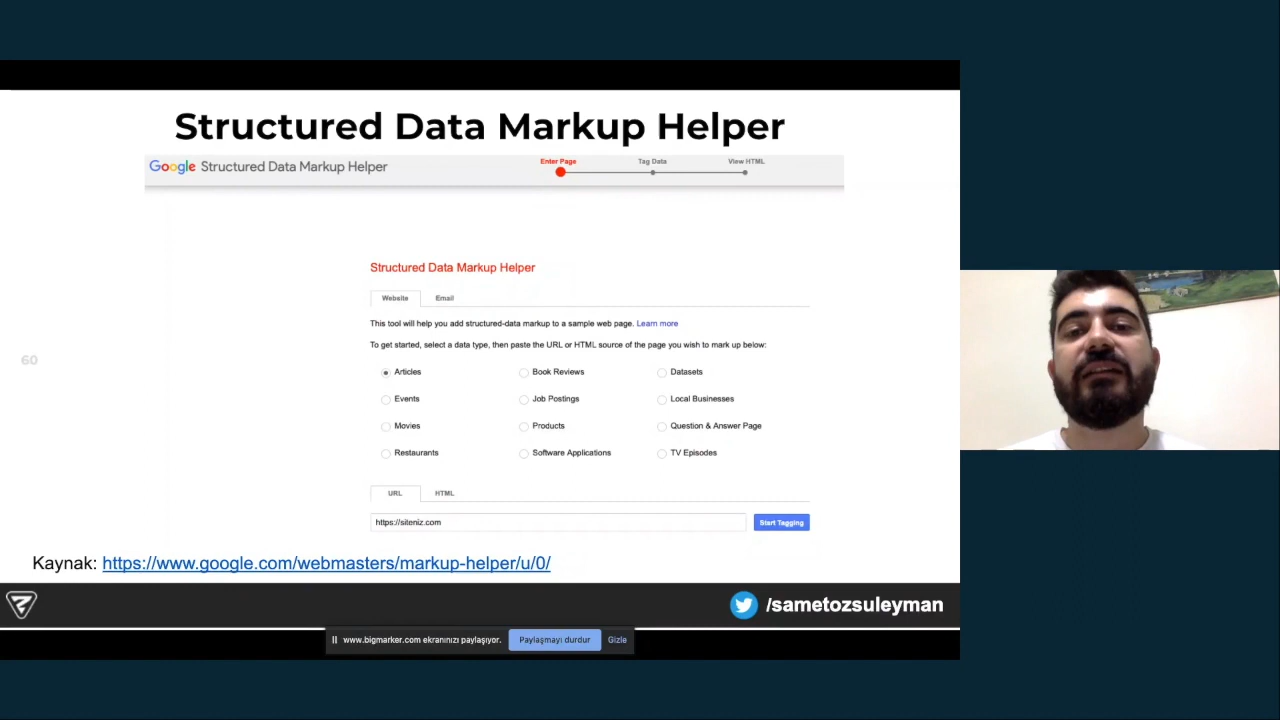 Structured Data Markup Helper
Google Structured Data Markup Helper
Enter Page
Tag Data
View HTML
Structured Data Markup Helper
Website
Email
This tool will help you add structured-data markup to a sample web page. Learn more
To get started, select a data type, then paste the URL or HTML source of the page you wish to mark up below:
Articles
Book Reviews
Datasets
Events
Job Postings
Local Businesses
Movies
Products
Question & Answer Page
Restaurants
Software Applications
TV Episodes
URL
HTML
https://siteniz.com
Start Tagging
60
Kaynak: https://www.google.com/webmasters/markup-helper/u/0/
/sametozsuleyman
www.bigmarker.com ekranınızı paylaşıyor.
Paylaşmayı durdur
Gizle